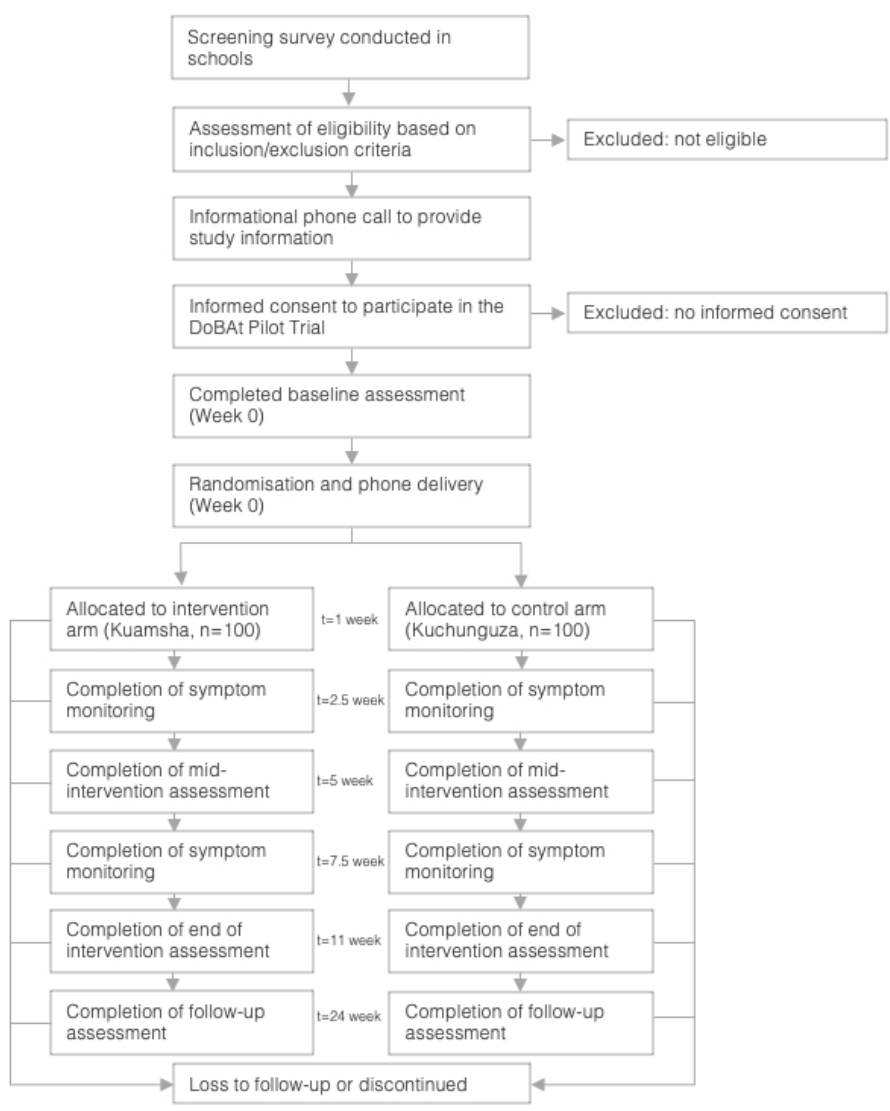 Screening survey conducted in
schools
Assessment of eligibility based on
inclusion/exclusion criteria
Excluded: not eligible
Informational phone call to provide
study information
Informed consent to participate in the
DoBAt Pilot Trial
Excluded: no informed consent
Completed baseline assessment
(Week 0)
Randomisation and phone delivery
(Week 0)
Allocated to intervention
arm (Kuamsha, n=100)
t=1 week
Allocated to control arm
(Kuchunguza, n=100)
Completion of symptom
monitoring
t=2.5 week
Completion of symptom
monitoring
Completion of mid-
intervention assessment
t=5 week
Completion of mid-
intervention assessment
Completion of symptom
monitoring
t=7.5 week
Completion of symptom
monitoring
Completion of end of
intervention assessment
t=11 week
Completion of end of
intervention assessment
Completion of follow-up
assessment
t=24 week
Completion of follow-up
assessment
Loss to follow-up or discontinued